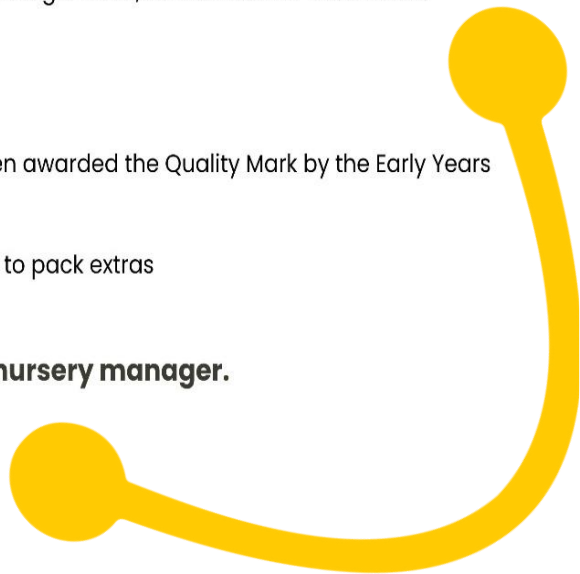 en awarded the Quality Mark by the Early Years
to pack extras
nursery manager.